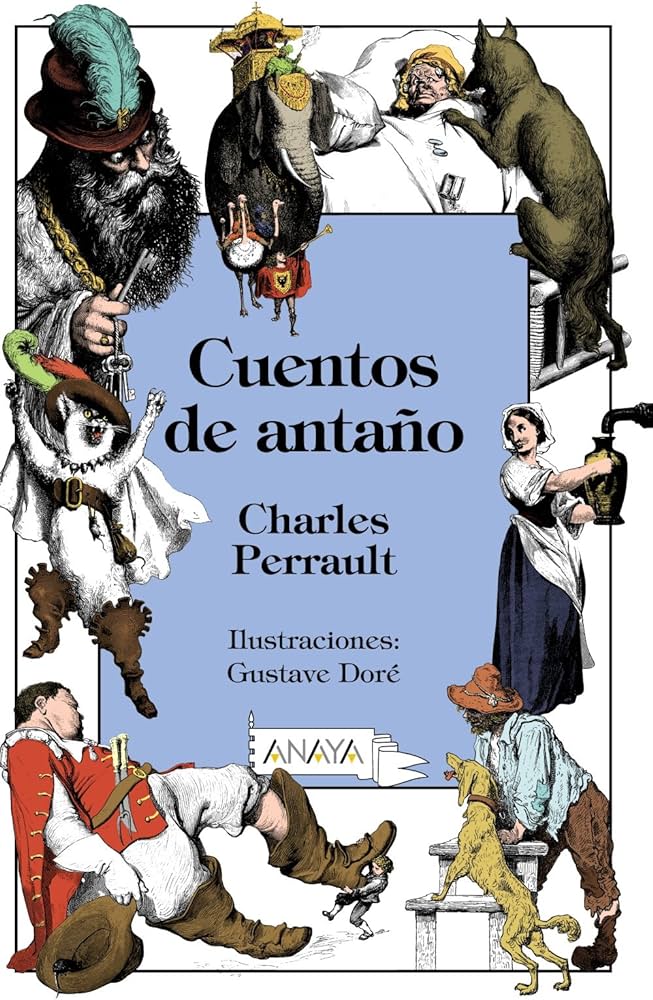 Cuentos
de antaño
Charles
Perrault
Ilustraciones:
Gustave Doré
ANAYA